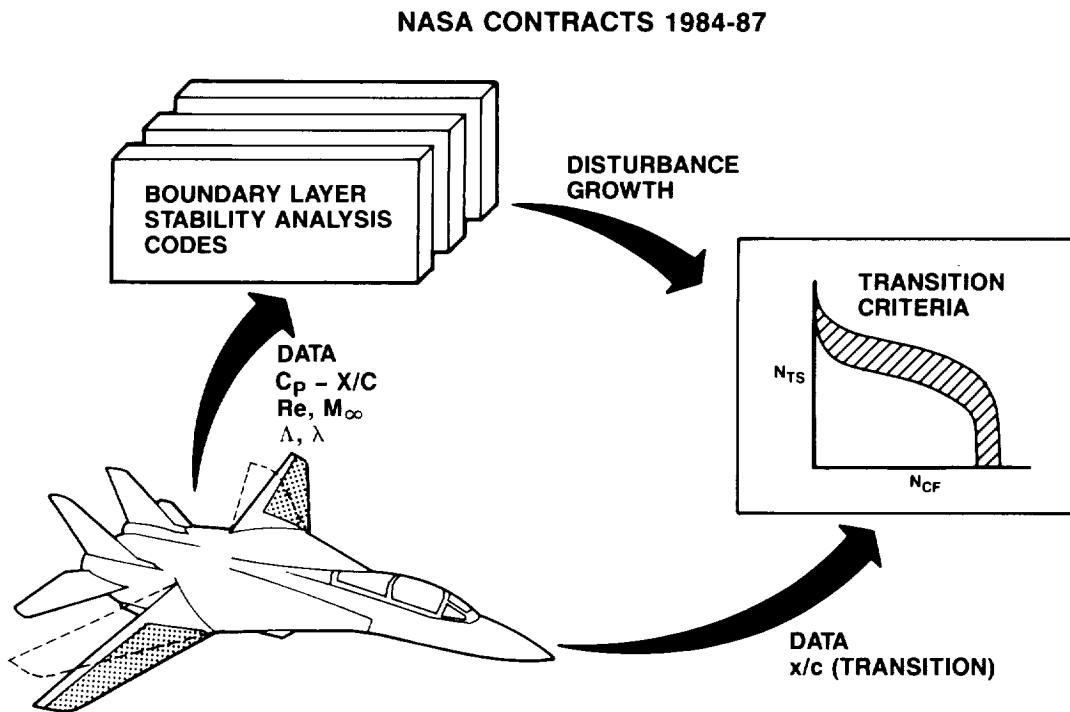 NASA CONTRACTS 1984-87
BOUNDARY LAYER
STABILITY ANALYSIS
CODES
DISTURBANCE
GROWTH
DATA
Cp – X/C
Re, M∞
Λ, λ
TRANSITION
CRITERIA
NTS
NCF
DATA
x/c (TRANSITION)